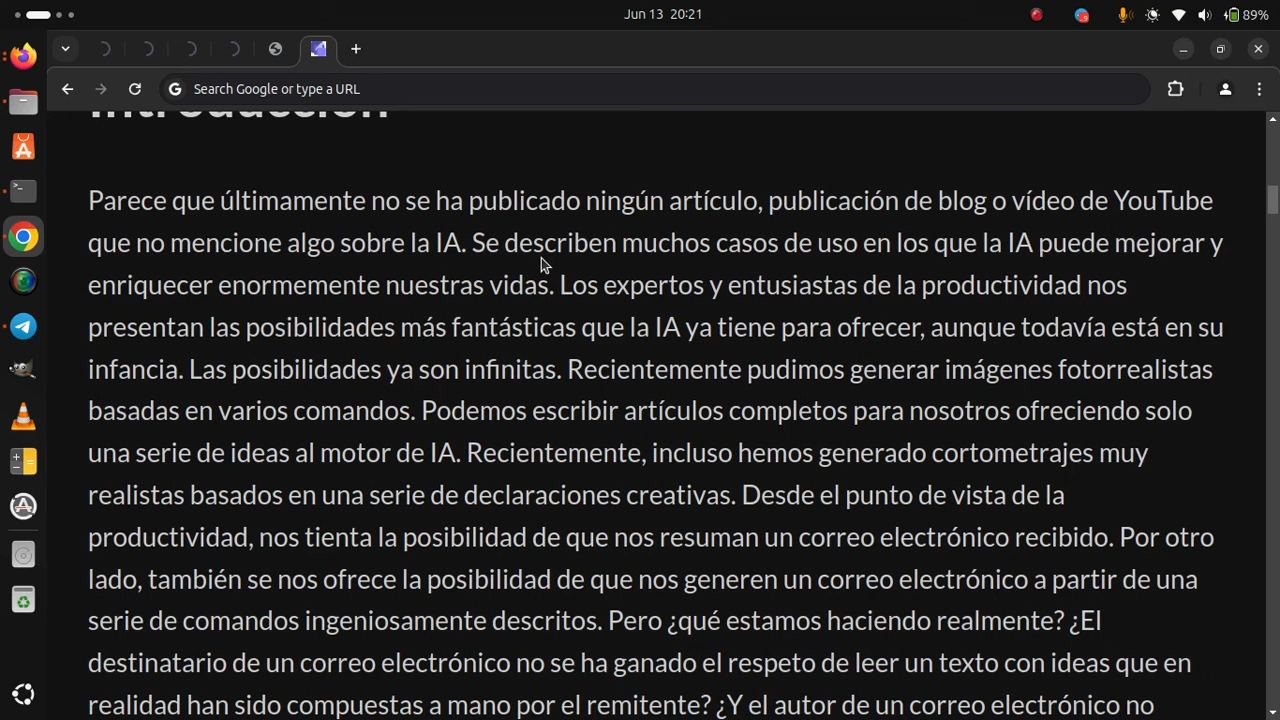 Jun 13 20:21
89%
Search Google or type a URL
Introducción
Parece que últimamente no se ha publicado ningún artículo, publicación de blog o vídeo de YouTube
que no mencione algo sobre la IA. Se describen muchos casos de uso en los que la IA puede mejorar y
enriquecer enormemente nuestras vidas. Los expertos y entusiastas de la productividad nos
presentan las posibilidades más fantásticas que la IA ya tiene para ofrecer, aunque todavía está en su
infancia. Las posibilidades ya son infinitas. Recientemente pudimos generar imágenes fotorrealistas
basadas en varios comandos. Podemos escribir artículos completos para nosotros ofreciendo solo
una serie de ideas al motor de IA. Recientemente, incluso hemos generado cortometrajes muy
realistas basados en una serie de declaraciones creativas. Desde el punto de vista de la
productividad, nos tienta la posibilidad de que nos resuman un correo electrónico recibido. Por otro
lado, también se nos ofrece la posibilidad de que nos generen un correo electrónico a partir de una
serie de comandos ingeniosamente descritos. Pero ¿qué estamos haciendo realmente? ¿El
destinatario de un correo electrónico no se ha ganado el respeto de leer un texto con ideas que en
realidad han sido compuestas a mano por el remitente? ¿Y el autor de un correo electrónico no